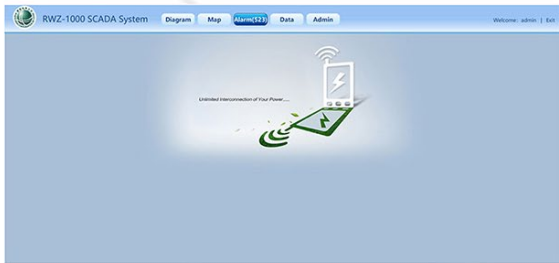 RWZ-1000 SCADA System Diagram Map Alarm(523) Data Admin Welcome: admin | Exit
Unlimited Interconnection of Your Power......